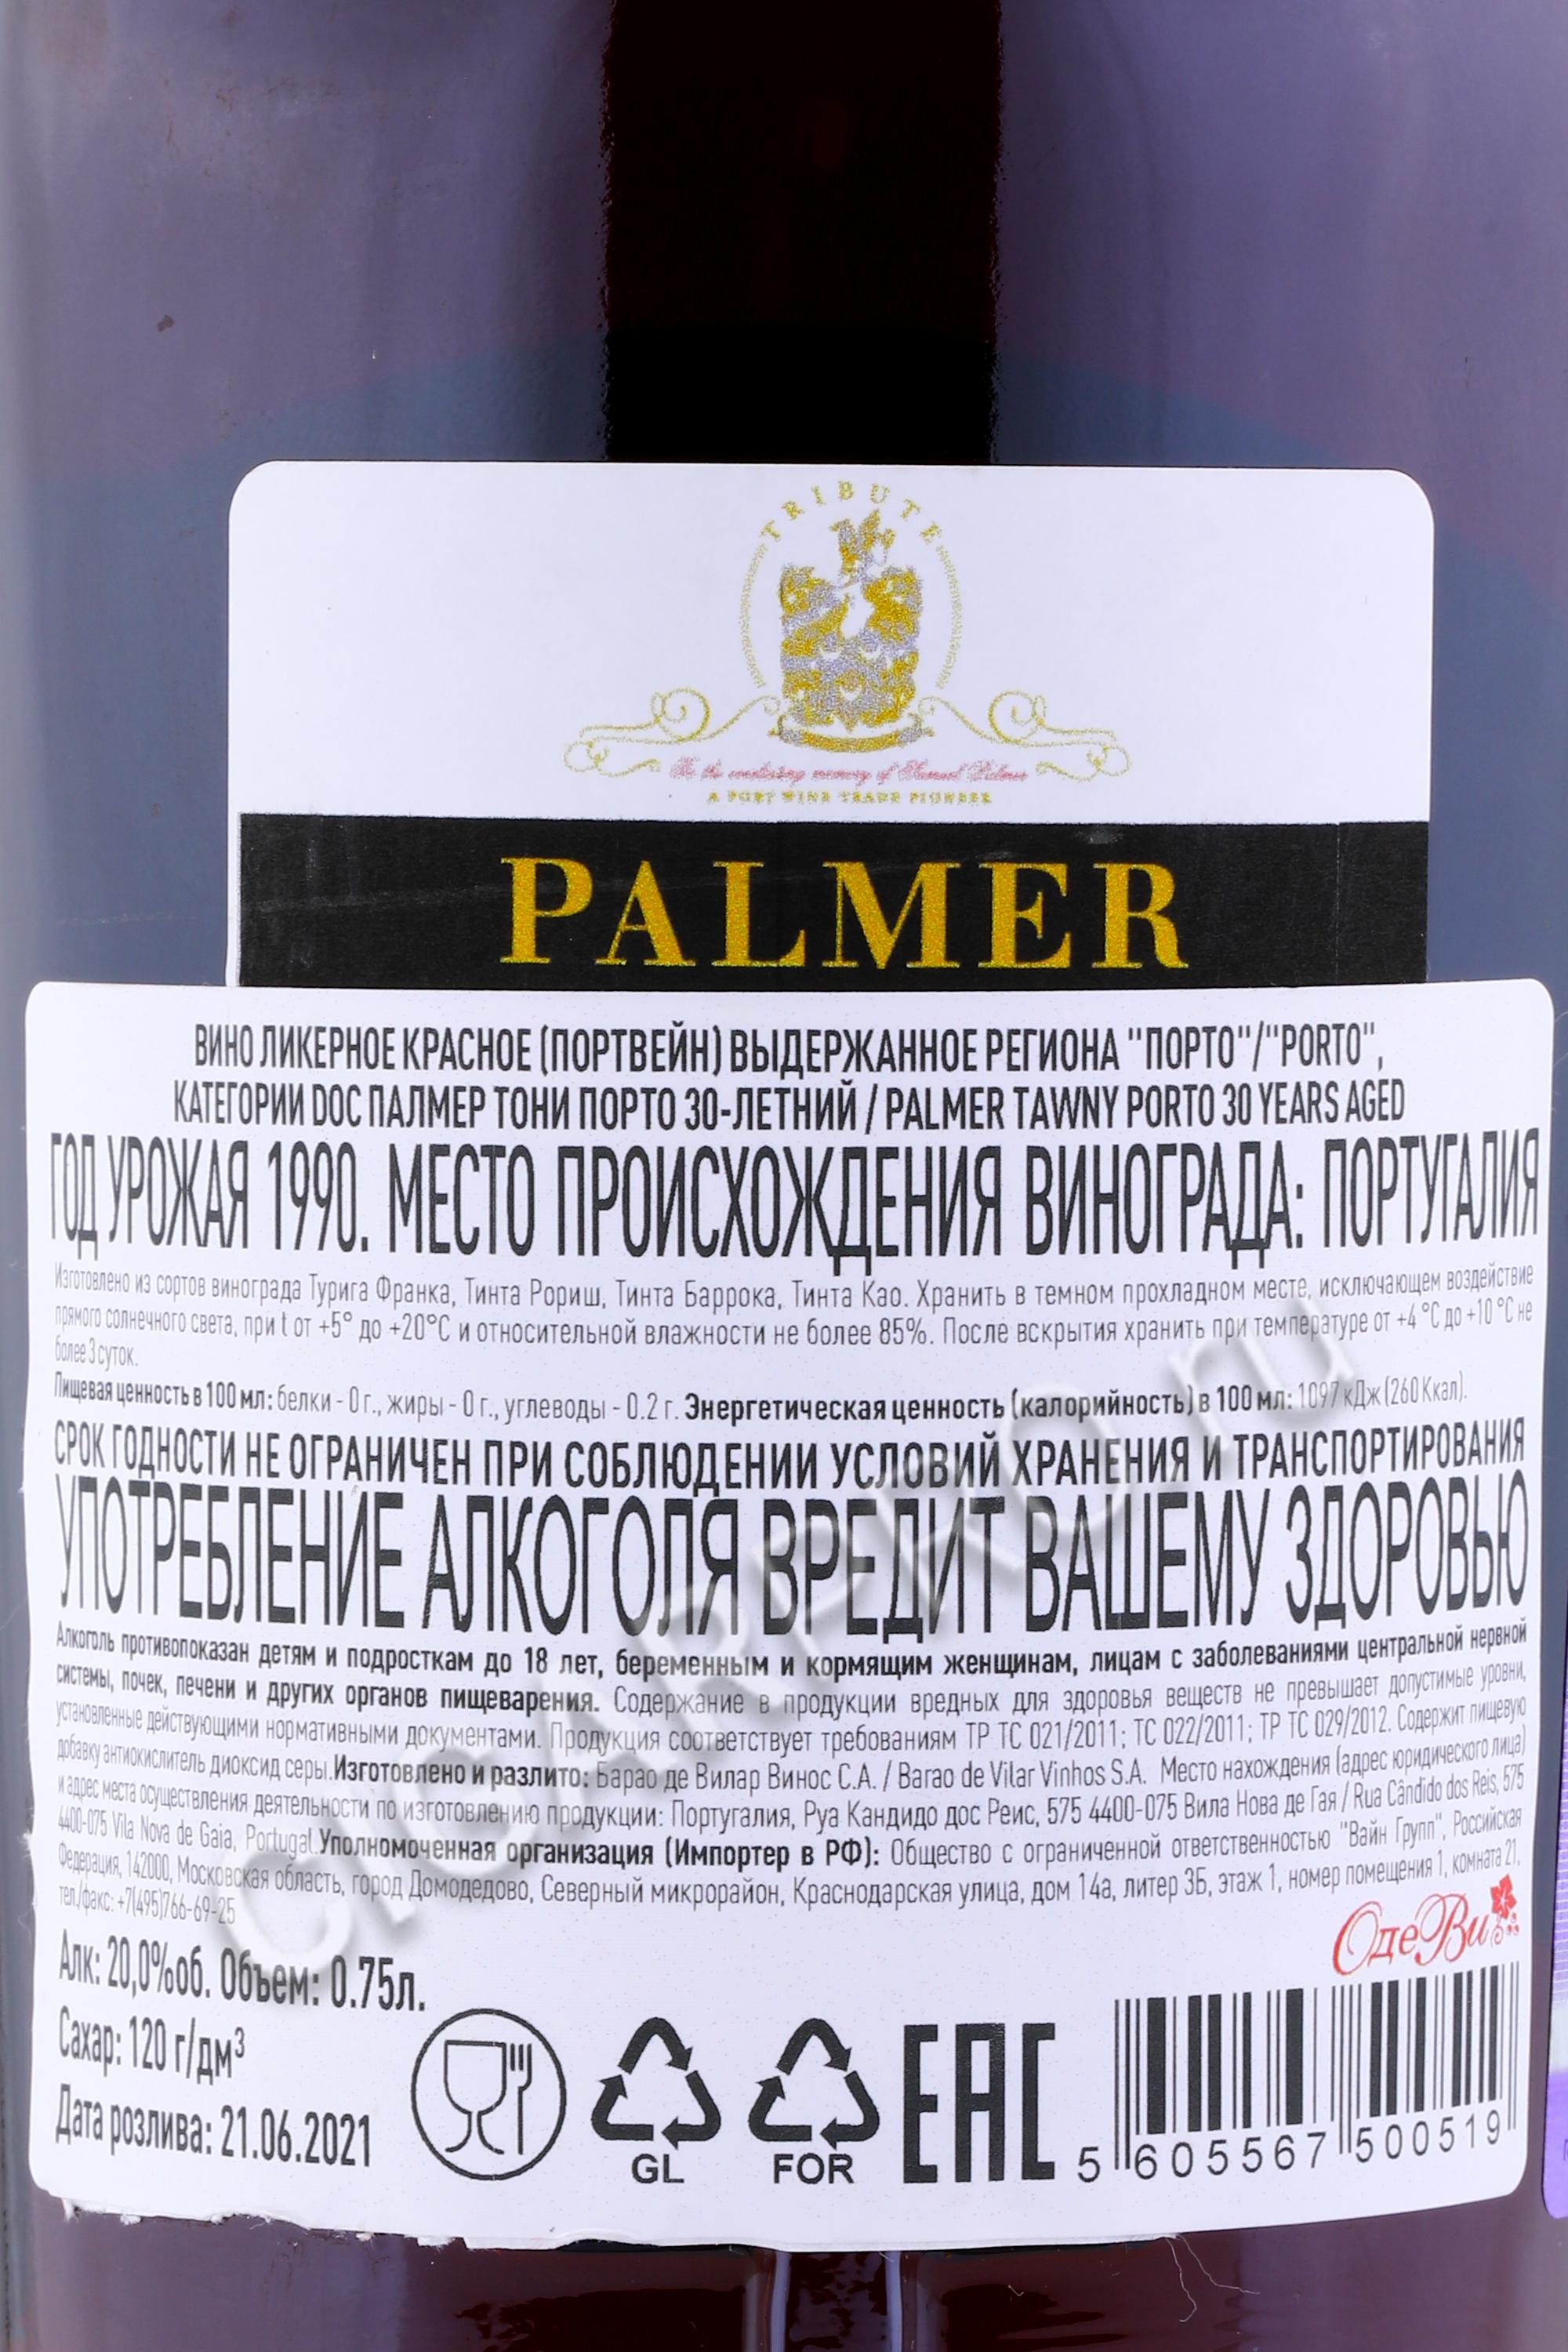 TRIBUTE
To the enduring memory of Samuel Palmer
A PORT WINE TRADE PIONEER
PALMER
ВИНО ЛИКЕРНОЕ КРАСНОЕ (ПОРТВЕЙН) ВЫДЕРЖАННОЕ РЕГИОНА "ПОРТО"/"PORTO",
КАТЕГОРИИ DOC ПАЛМЕР ТОНИ ПОРТО 30-ЛЕТНИЙ / PALMER TAWNY PORTO 30 YEARS AGED
ГОД УРОЖАЯ 1990. МЕСТО ПРОИСХОЖДЕНИЯ ВИНОГРАДА: ПОРТУГАЛИЯ
Изготовлено из сортов винограда Турига Франка, Тинта Рориш, Тинта Баррока, Тинта Као. Хранить в темном прохладном месте, исключающем воздействие
прямого солнечного света, при t от +5° до +20°С и относительной влажности не более 85%. После вскрытия хранить при температуре от +4 °С до +10 °С не
более 3 суток.
Пищевая ценность в 100 мл: белки - 0 г., жиры - 0 г., углеводы - 0.2 г. Энергетическая ценность (калорийность) в 100 мл: 1097 кДж (260 Ккал).
СРОК ГОДНОСТИ НЕ ОГРАНИЧЕН ПРИ СОБЛЮДЕНИИ УСЛОВИЙ ХРАНЕНИЯ И ТРАНСПОРТИРОВАНИЯ
УПОТРЕБЛЕНИЕ АЛКОГОЛЯ ВРЕДИТ ВАШЕМУ ЗДОРОВЬЮ
Алкоголь противопоказан детям и подросткам до 18 лет, беременным и кормящим женщинам, лицам с заболеваниями центральной нервной
системы, почек, печени и других органов пищеварения. Содержание в продукции вредных для здоровья веществ не превышает допустимые уровни,
установленные действующими нормативными документами. Продукция соответствует требованиям ТР ТС 021/2011; ТС 022/2011; ТР ТС 029/2012. Содержит пищевую
добавку антиокислитель диоксид серы. Изготовлено и разлито: Барао де Вилар Винос С.А. / Barao de Vilar Vinhos S.A. Место нахождения (адрес юридического лица)
и адрес места осуществления деятельности по изготовлению продукции: Португалия, Руа Кандидо дос Реис, 575 4400-075 Вила Нова де Гая / Rua Cândido dos Reis, 575
4400-075 Vila Nova de Gaia, Portugal. Уполномоченная организация (Импортер в РФ): Общество с ограниченной ответственностью "Вайн Групп", Российская
Федерация, 142000, Московская область, город Домодедово, Северный микрорайон, Краснодарская улица, дом 14а, литер 3Б, этаж 1, номер помещения 1, комната 21,
тел./факс: +7(495)766-69-25
ОдеВи
Алк: 20,0%об. Объем: 0.75л.
Сахар: 120 г/дм³
Дата розлива: 21.06.2021
GL
FOR
EAC
5 605567 500519
CIGARPRO.ru